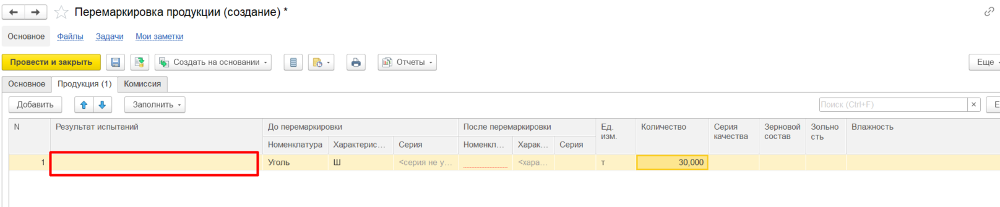 Перемаркировка продукции (создание) *
Основное Файлы Задачи Мои заметки
Провести и закрыть Создать на основании Отчеты Еще
Основное Продукция (1) Комиссия
Добавить Заполнить Поиск (Ctrl+F) × Е
N Результат испытаний До перемаркировки После перемаркировки Ед. изм. Количество Серия качества Зерновой состав Зольно сть Влажность
Номенклатура Характерис... Серия Номенкл... Харак... Серия
1 Уголь Ш <серия не у... <хара... т 30,000